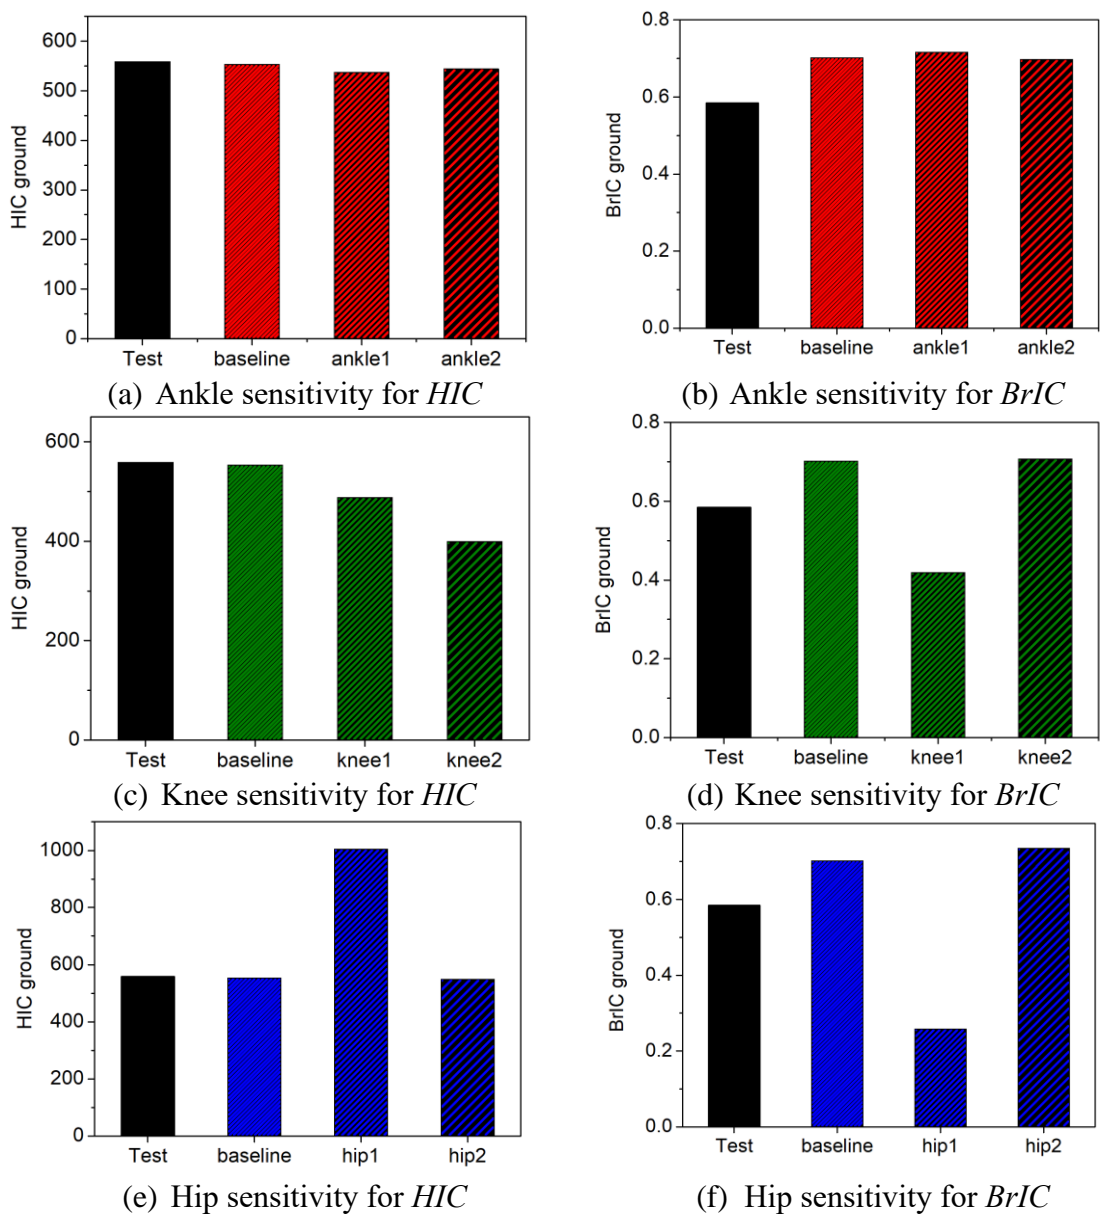 HIC ground
600
500
400
300
200
100
0
Test baseline ankle1 ankle2
(a) Ankle sensitivity for HIC
BrIC ground
0.8
0.6
0.4
0.2
0.0
Test baseline ankle1 ankle2
(b) Ankle sensitivity for BrIC
HIC ground
600
400
200
0
Test baseline knee1 knee2
(c) Knee sensitivity for HIC
BrIC ground
0.8
0.6
0.4
0.2
0.0
Test baseline knee1 knee2
(d) Knee sensitivity for BrIC
HIC ground
1000
800
600
400
200
0
Test baseline hip1 hip2
(e) Hip sensitivity for HIC
BrIC ground
0.8
0.6
0.4
0.2
0.0
Test baseline hip1 hip2
(f) Hip sensitivity for BrIC